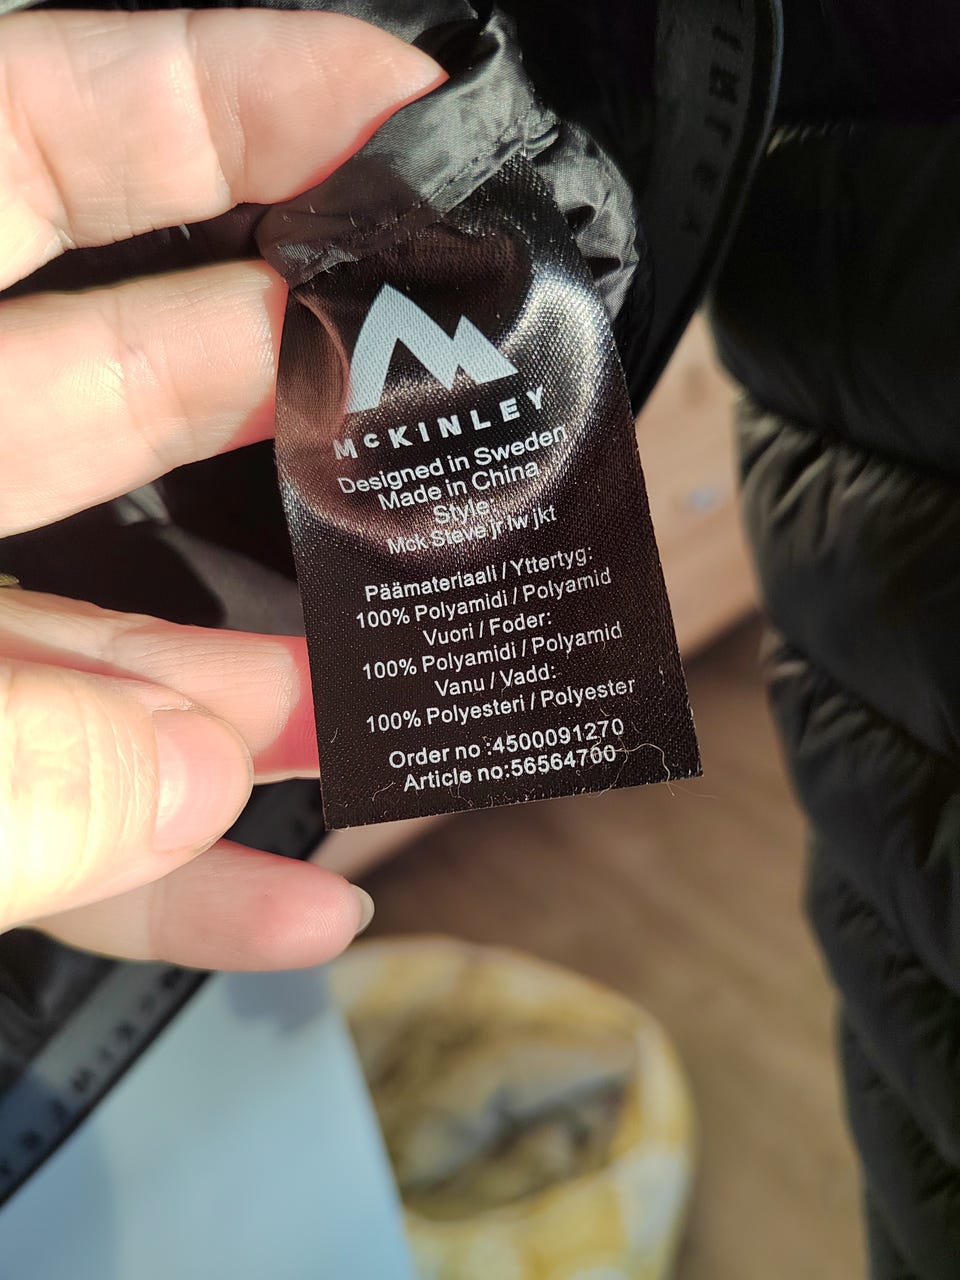 McKINLEY
Designed in Sweden
Made in China
Style:
Mck Steve jr lw jkt
Päämateriaali / Yttertyg:
100% Polyamidi / Polyamid
Vuori / Foder:
100% Polyamidi / Polyamid
Vanu / Vadd:
100% Polyesteri / Polyester
Order no :4500091270
Article no:56564700